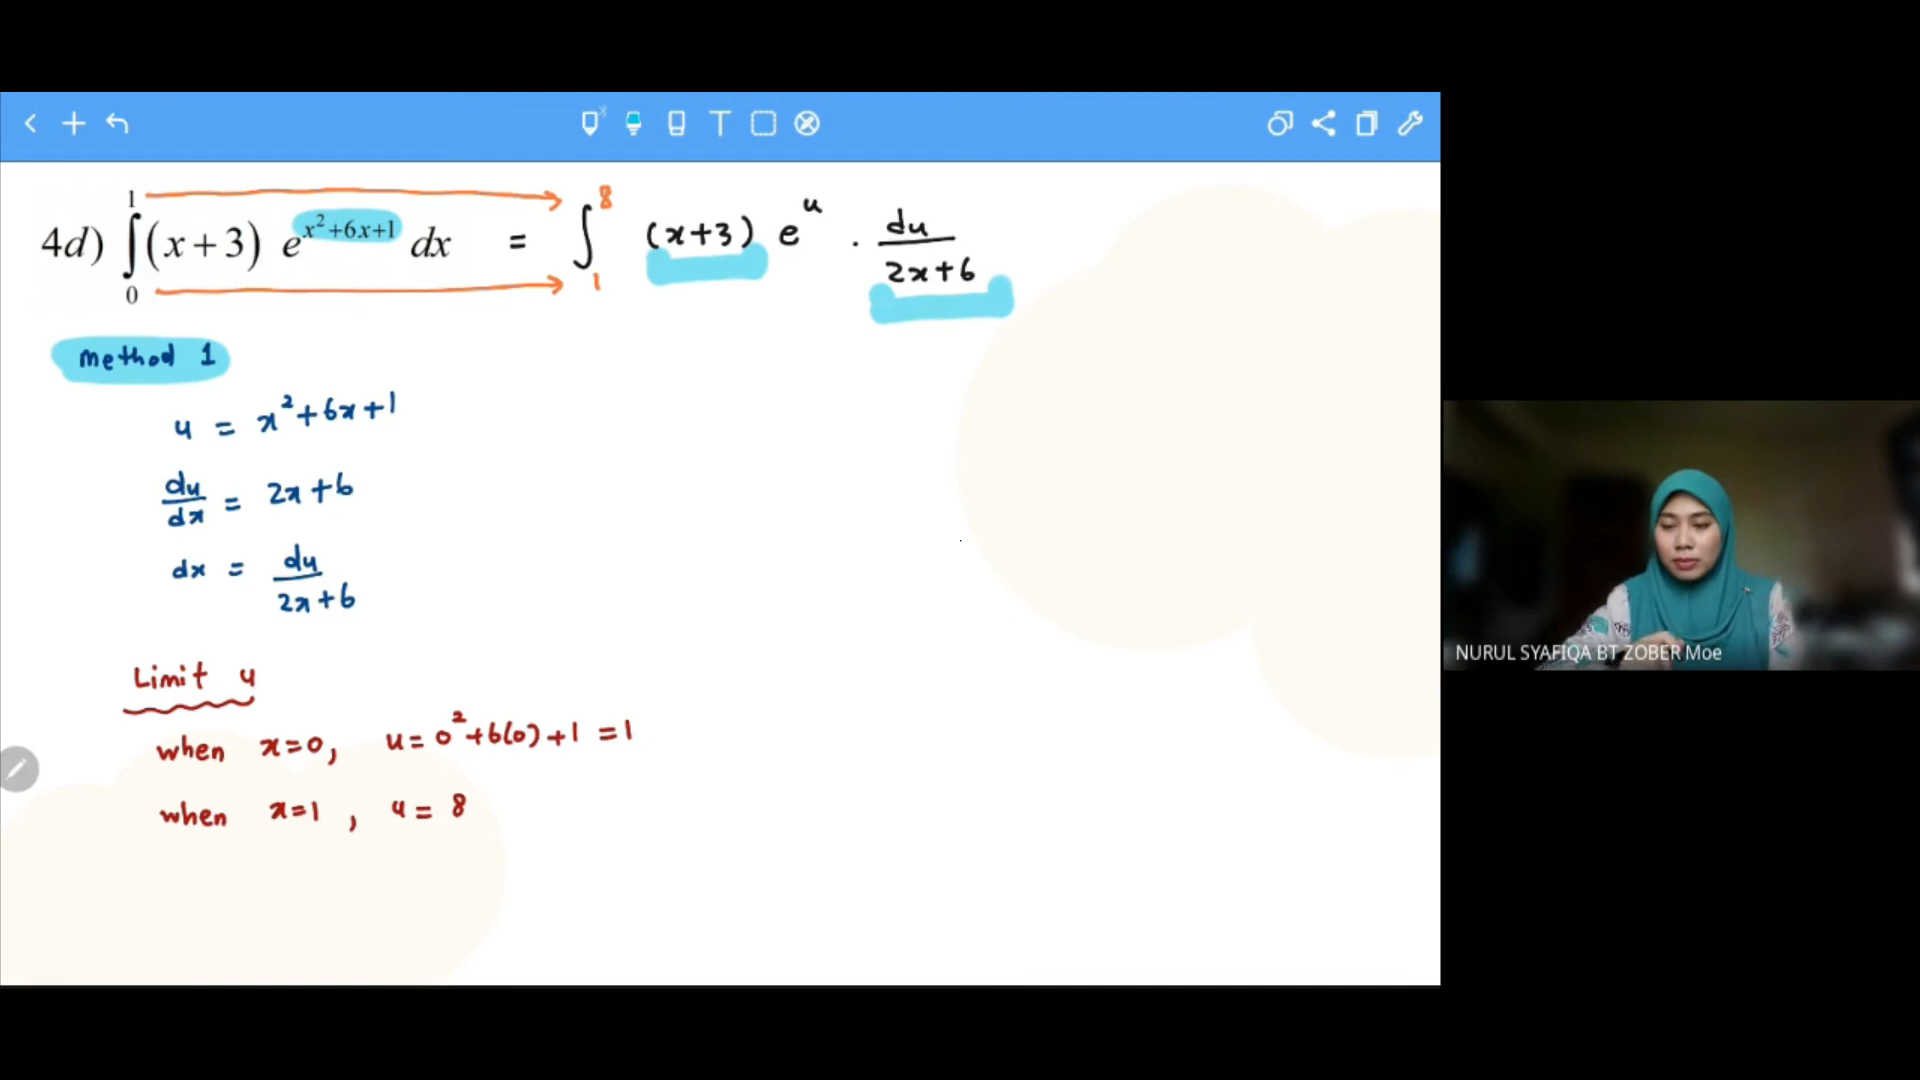 4d) ∫₀¹ (x+3) e^(x²+6x+1) dx = ∫₁⁸ (x+3) e^u . du/(2x+6)
method 1
u = x²+6x+1
du/dx = 2x+6
dx = du/(2x+6)
Limit u
when x=0, u=0²+6(0)+1 =1
when x=1, u= 8
NURUL SYAFIQA BT ZOBER Moe